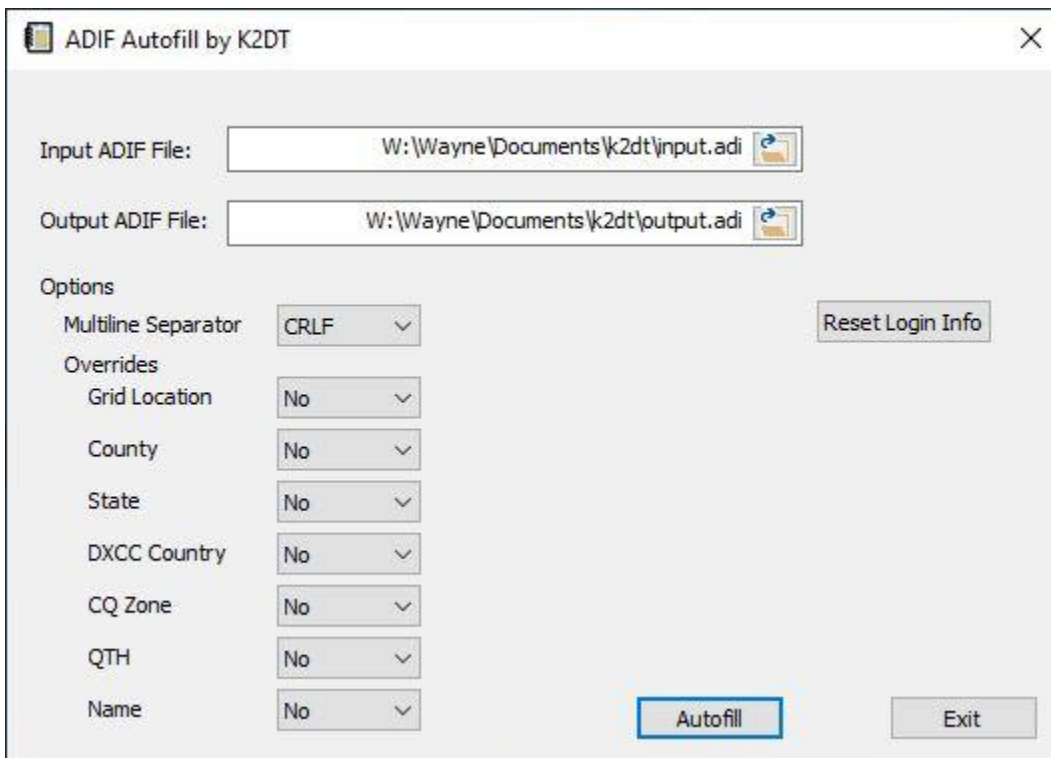 ADIF Autofill by K2DT
Input ADIF File: W:\Wayne\Documents\k2dt\input.adi
Output ADIF File: W:\Wayne\Documents\k2dt\output.adi
Options
Multiline Separator CRLF Reset Login Info
Overrides
Grid Location No
County No
State No
DXCC Country No
CQ Zone No
QTH No
Name No Autofill Exit